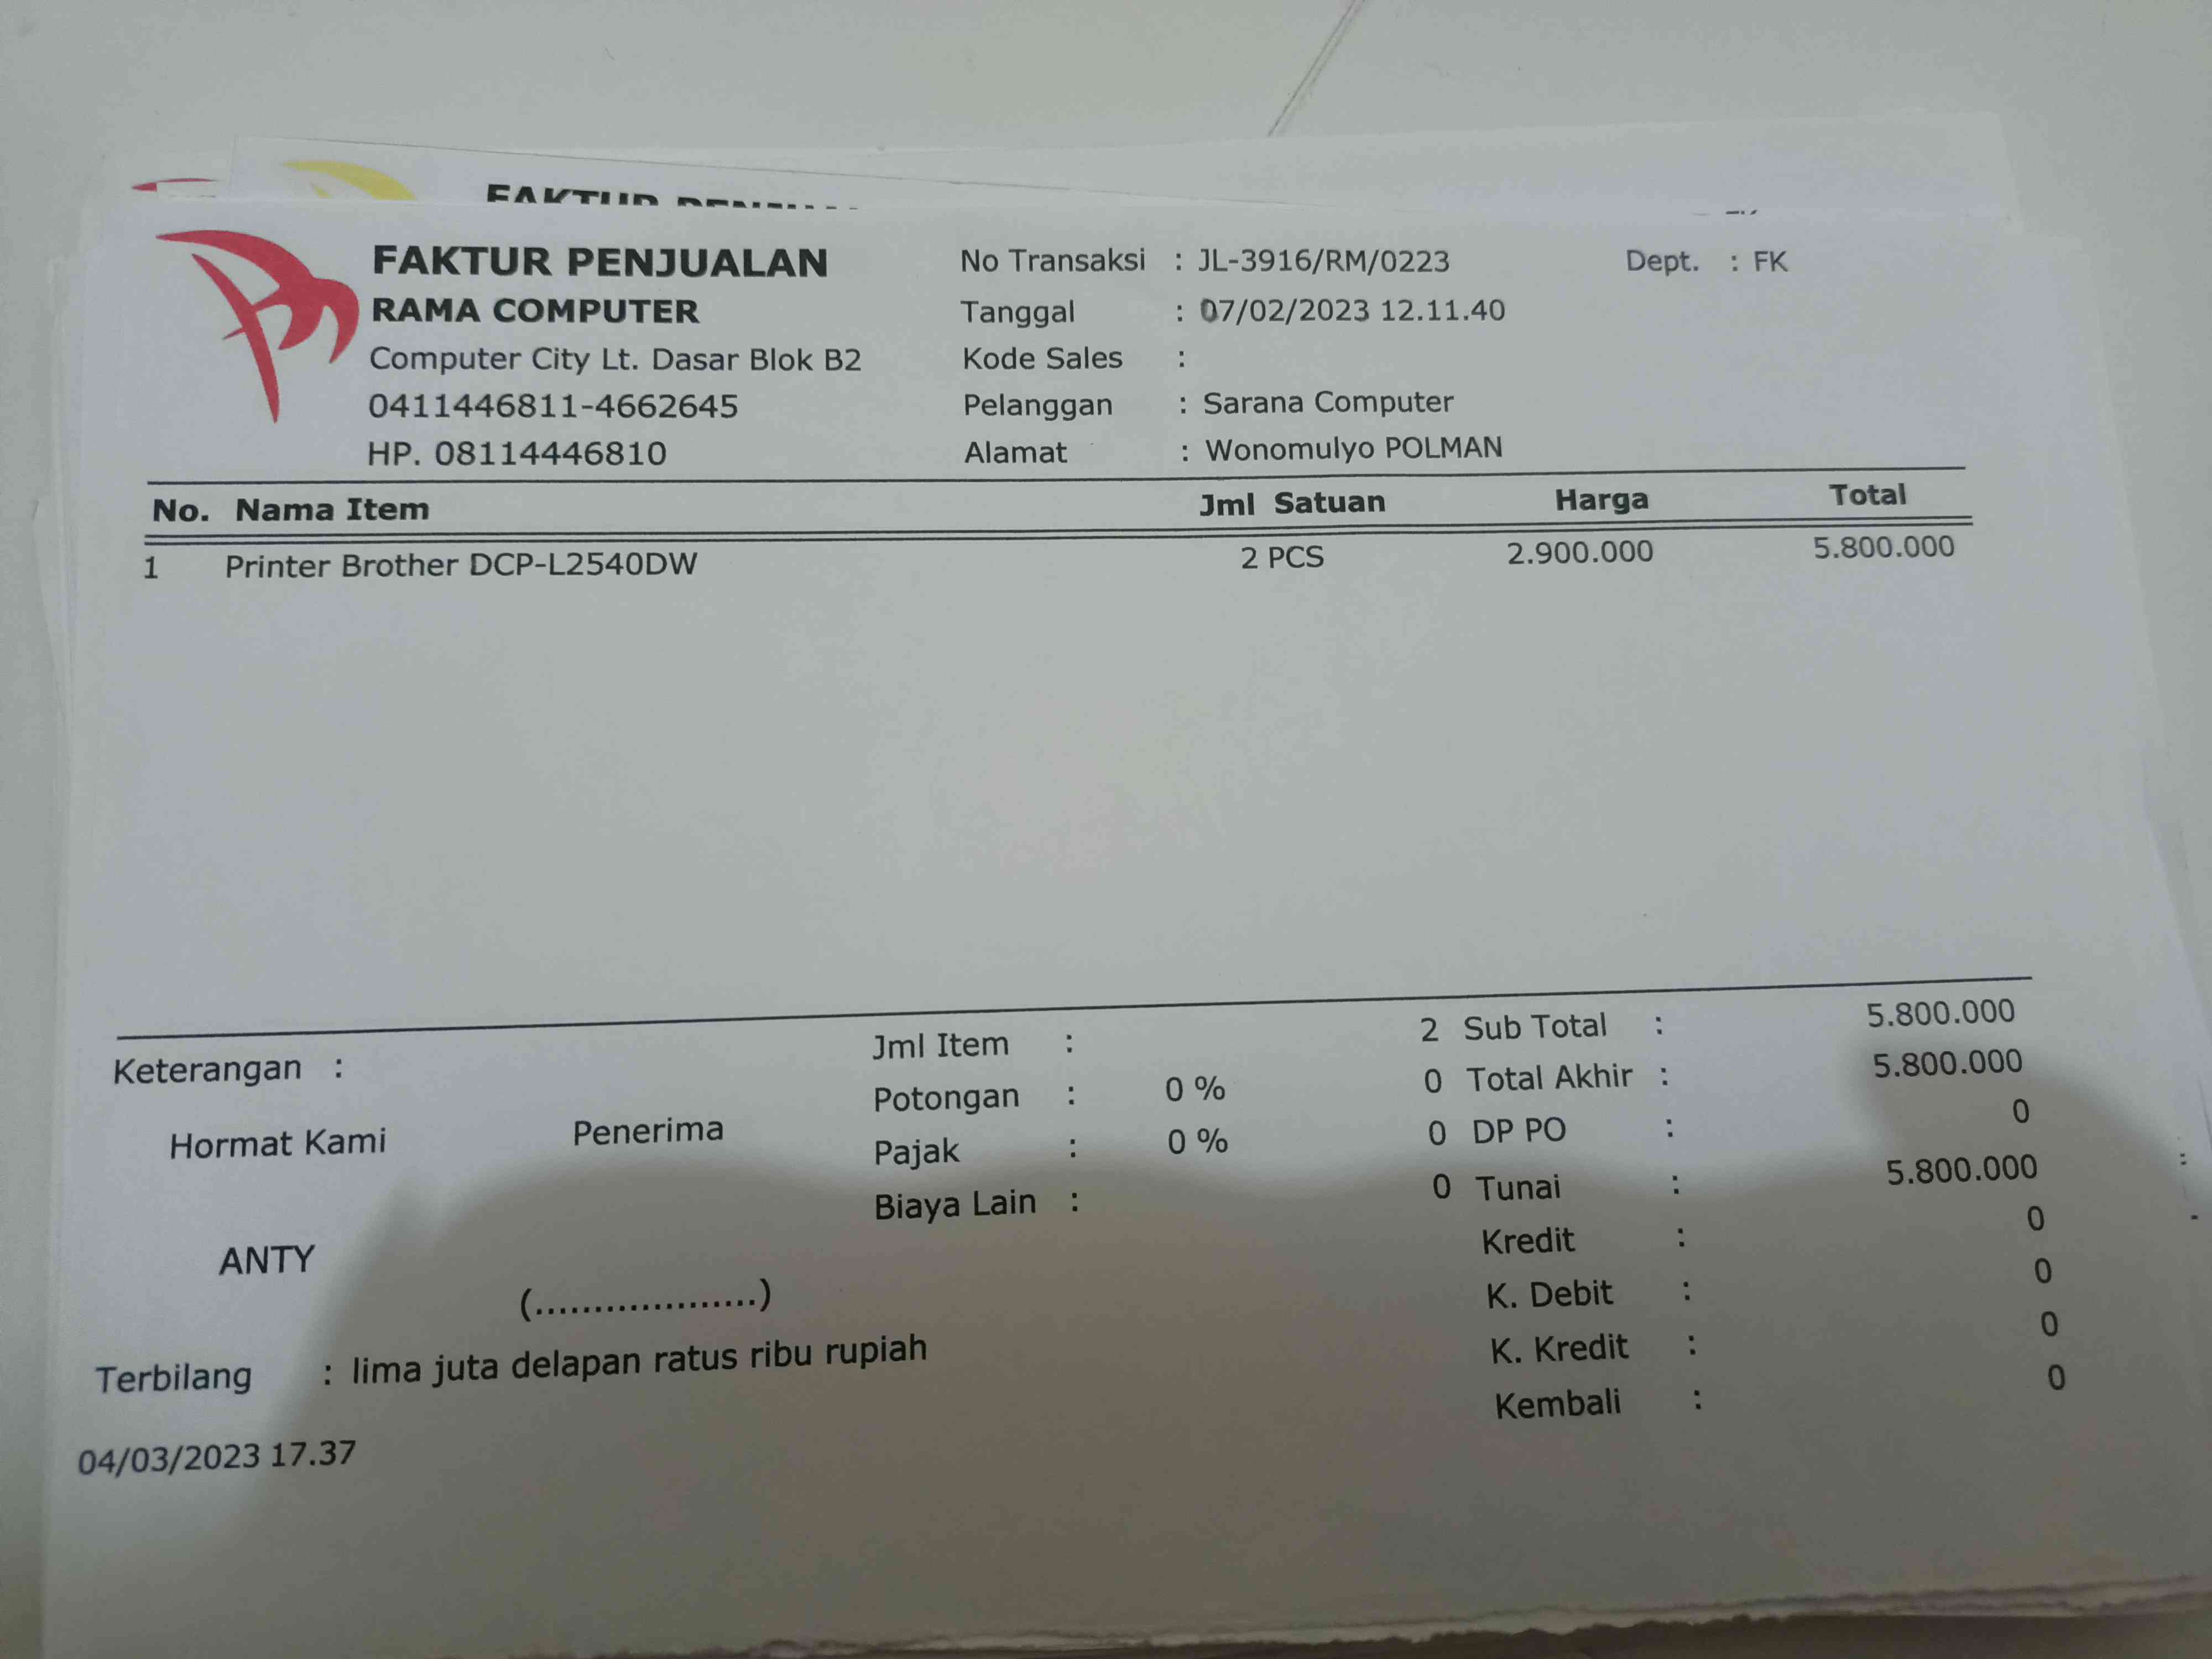 FAKTUR PENJUALAN
RAMA COMPUTER
Computer City Lt. Dasar Blok B2
0411446811-4662645
HP. 08114446810
No Transaksi : JL-3916/RM/0223
Tanggal : 07/02/2023 12.11.40
Kode Sales :
Pelanggan : Sarana Computer
Alamat : Wonomulyo POLMAN
Dept. : FK
No. Nama Item Jml Satuan Harga Total
1 Printer Brother DCP-L2540DW 2 PCS 2.900.000 5.800.000
Keterangan :
Hormat Kami Penerima
ANTY
(...................)
Jml Item : 2
Potongan : 0 % 0
Pajak : 0 % 0
Biaya Lain : 0
Sub Total : 5.800.000
Total Akhir : 5.800.000
DP PO : 0
Tunai : 5.800.000
Kredit : 0
K. Debit : 0
K. Kredit : 0
Kembali : 0
Terbilang : lima juta delapan ratus ribu rupiah
04/03/2023 17.37